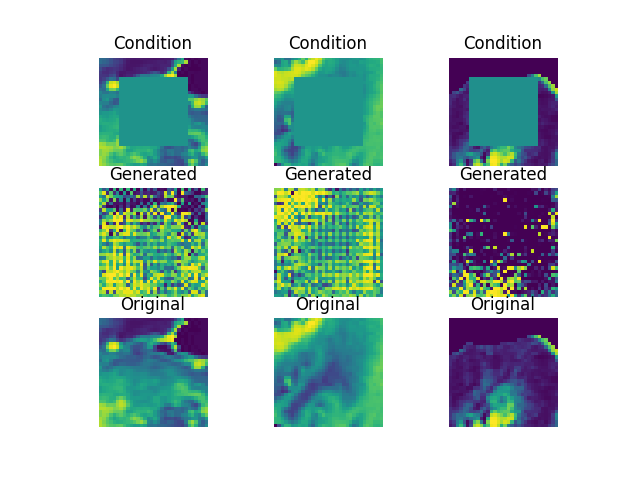 Condition Condition Condition
Generated Generated Generated
Original Original Original